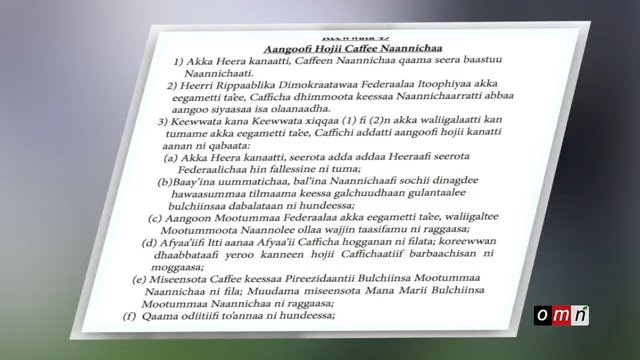 Aangoofi Hojii Caffee Naannichaa
1) Akka Heera kanaatti, Caffeen Naannichaa qaama seera baastuu
Naannichaati.
2) Heerri Rippaablika Dimokraatawaa Federaalaa Itoophiyaa akka
eegametti ta'ee, Cafficha dhimmoota keessaa Naannichaarratti abbaa
aangoo siyaasaa isa olaanaadha.
3) Keewwata kana Keewwata xiqqaa (1) fi (2)n akka waliigalaatti kan
tumame akka eegametti ta'ee, Caffichi addatti aangoofi hojii kanatti
aanan ni qabaata:
(a) Akka Heera kanaatti, seerota adda addaa Heeraafi seerota
Federaalichaa hin fallessine ni tuma;
(b)Baay'ina uummatichaa, bal'ina Naannichaafi sochii dinagdee
hawaasummaa tilmaama keessa galchuudhaan gulantaalee
bulchiinsaa dabalataan ni hundeessa;
(c) Aangoon Mootummaa Federaalaa akka eegametti ta'ee, waliigaltee
Mootummoota Naannolee ollaa wajjin taasifamu ni raggaasa;
(d) Afyaa'iifi Itti aanaa Afyaa'ii Cafficha hogganan ni filata; koreewwan
dhaabbataafi yeroo kanneen hojii Caffichaatiif barbaachisan ni
moggaasa;
(e) Miseensota Caffee keessaa Pireezidaantii Bulchiinsa Mootummaa
Naannichaa ni fila; Muudama miseensota Mana Marii Bulchiinsa
Mootummaa Naannichaa ni raggaasa;
(f) Qaama odiitiifi to'annaa ni hundeessa;
omn